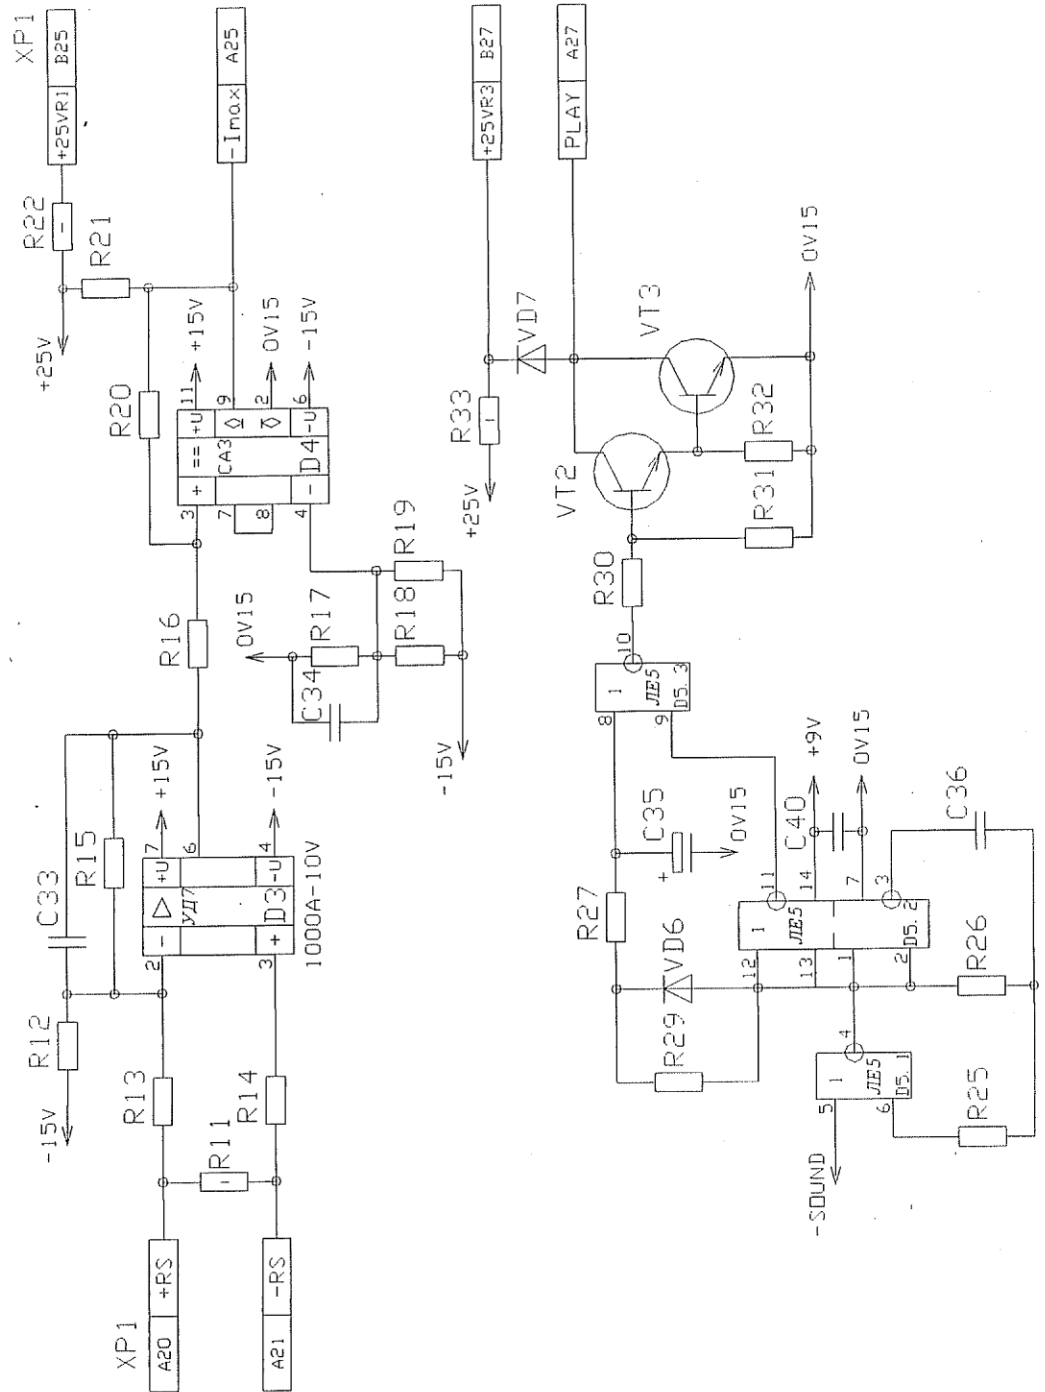 XP1
A20 +RS
A21 -RS
R11
R13
R14
-15V
R12
C33
R15
2 - ▷ +U 7 +15V
УД7 6
3 + D3 -U 4 -15V
1000A-10V
R16
0V15
C34
R17
R18
R19
-15V
R20
3 + == +U 11 +15V
7 CA3 9
8 2 0V15
4 - D4 -U 6 -15V
+25V
R22
R21
XP1
+25VR1 B25
-Imax A25
-SOUND
5 1 4
ЛЕ5
6 D5.1
R25
R26
C36
R29
VD6
R27
C35
+
0V15
12 1 11
13 ЛЕ5 14 +9V
C40
1 7 0V15
2 D5.2 3
8 1 10
ЛЕ5
9 D5.3
R30
R31
R32
VT2
VT3
+25V
R33
VD7
+25VR3 B27
PLAY A27
0V15